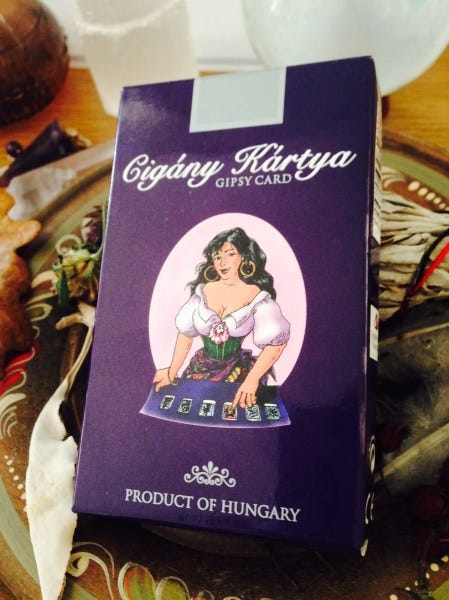 Cigány Kártya
GIPSY CARD
PRODUCT OF HUNGARY